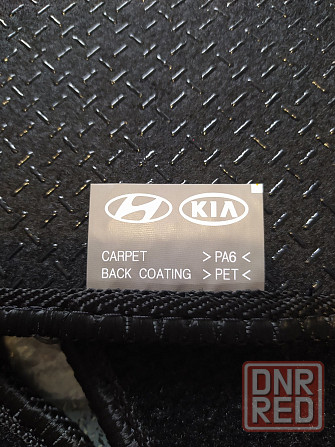 KIA
CARPET >PA6<
BACK COATING >PET<
DNR
RED